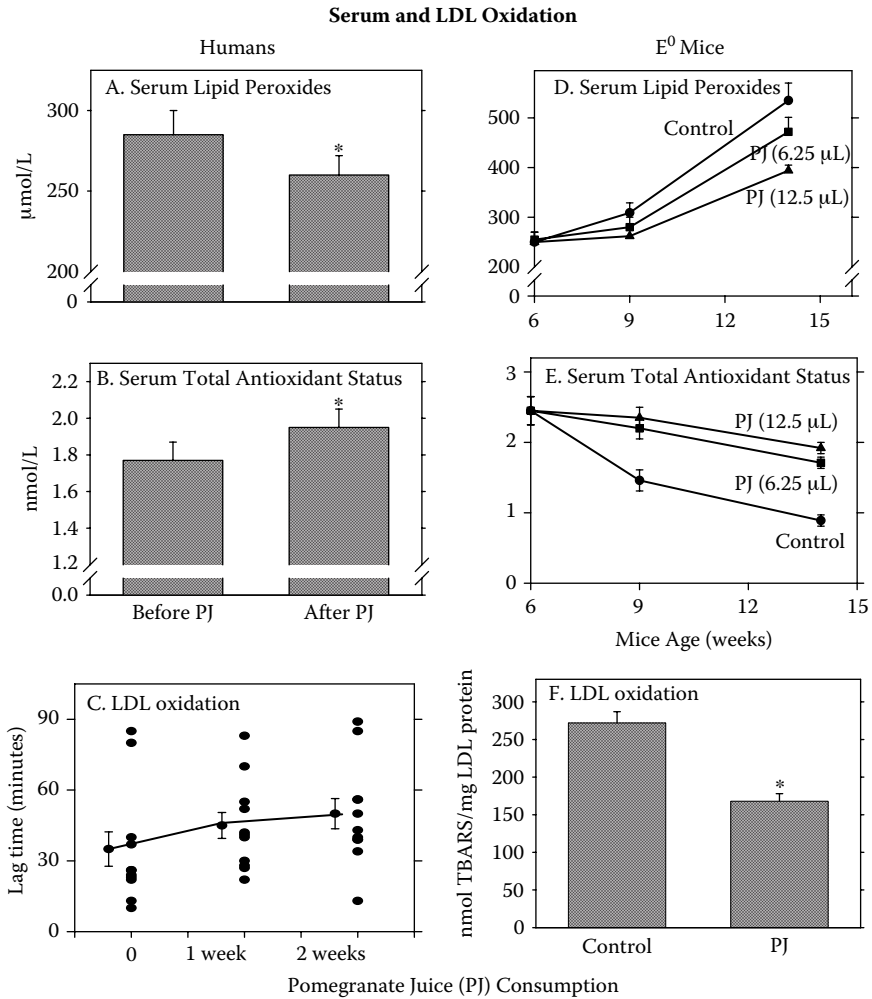 Serum and LDL Oxidation
Humans
E⁰ Mice
A. Serum Lipid Peroxides
300
250
200
0
μmol/L
*
D. Serum Lipid Peroxides
500
400
300
200
0
Control
PJ (6.25 μL)
PJ (12.5 μL)
6
9
12
15
B. Serum Total Antioxidant Status
2.2
2.0
1.8
1.6
1.4
1.2
0.0
nmol/L
*
Before PJ
After PJ
E. Serum Total Antioxidant Status
3
2
1
0
PJ (12.5 μL)
PJ (6.25 μL)
Control
6
9
12
15
Mice Age (weeks)
C. LDL oxidation
90
60
30
0
Lag time (minutes)
0
1 week
2 weeks
F. LDL oxidation
300
250
200
150
100
50
0
nmol TBARS/mg LDL protein
*
Control
PJ
Pomegranate Juice (PJ) Consumption